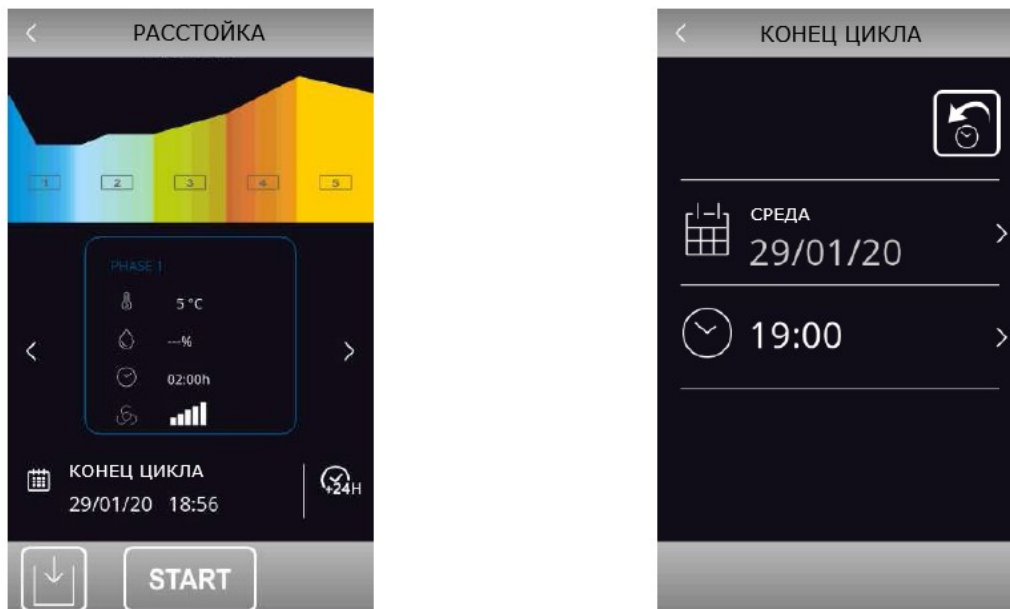 РАССТОЙКА
1 2 3 4 5
PHASE 1
5 °C
---%
02:00h
КОНЕЦ ЦИКЛА
29/01/20 18:56
+24H
START
КОНЕЦ ЦИКЛА
СРЕДА
29/01/20
19:00